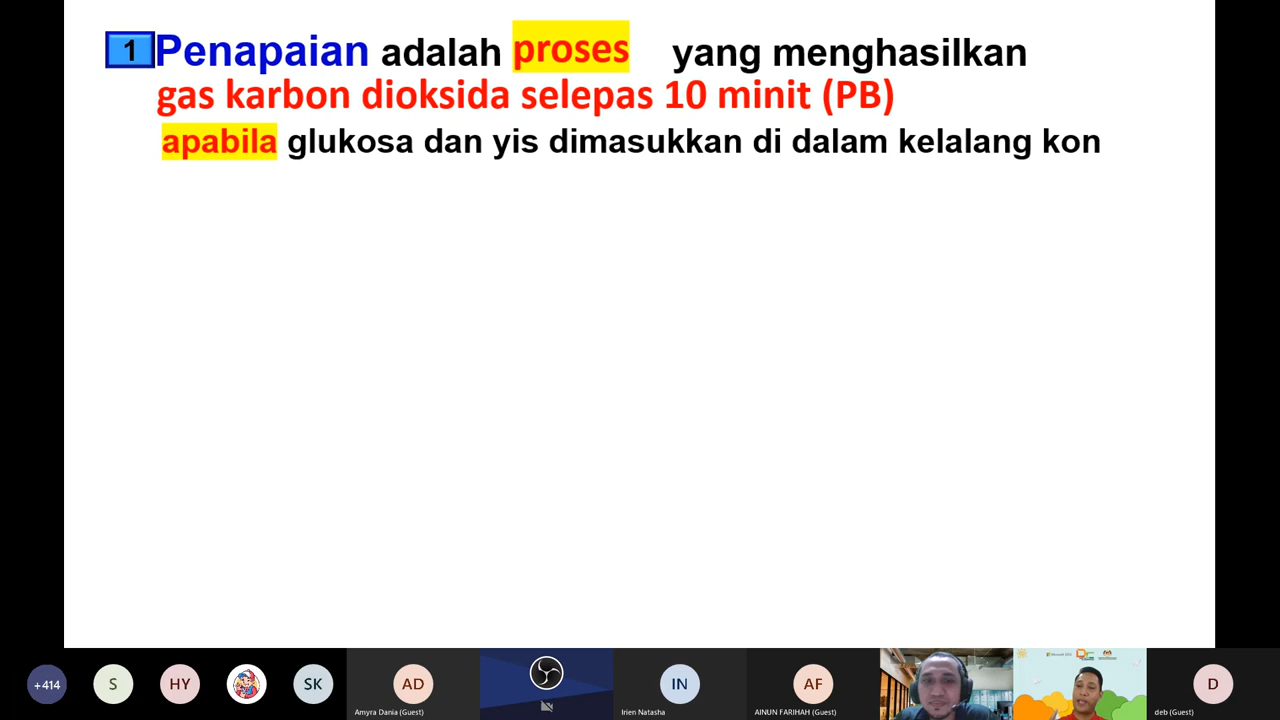 1 Penapaian adalah proses yang menghasilkan
gas karbon dioksida selepas 10 minit (PB)
apabila glukosa dan yis dimasukkan di dalam kelalang kon
+414 S HY SK AD IN AF D
Amyra Dania (Guest) Irien Natasha AINUN FARIHAH (Guest) deb (Guest)